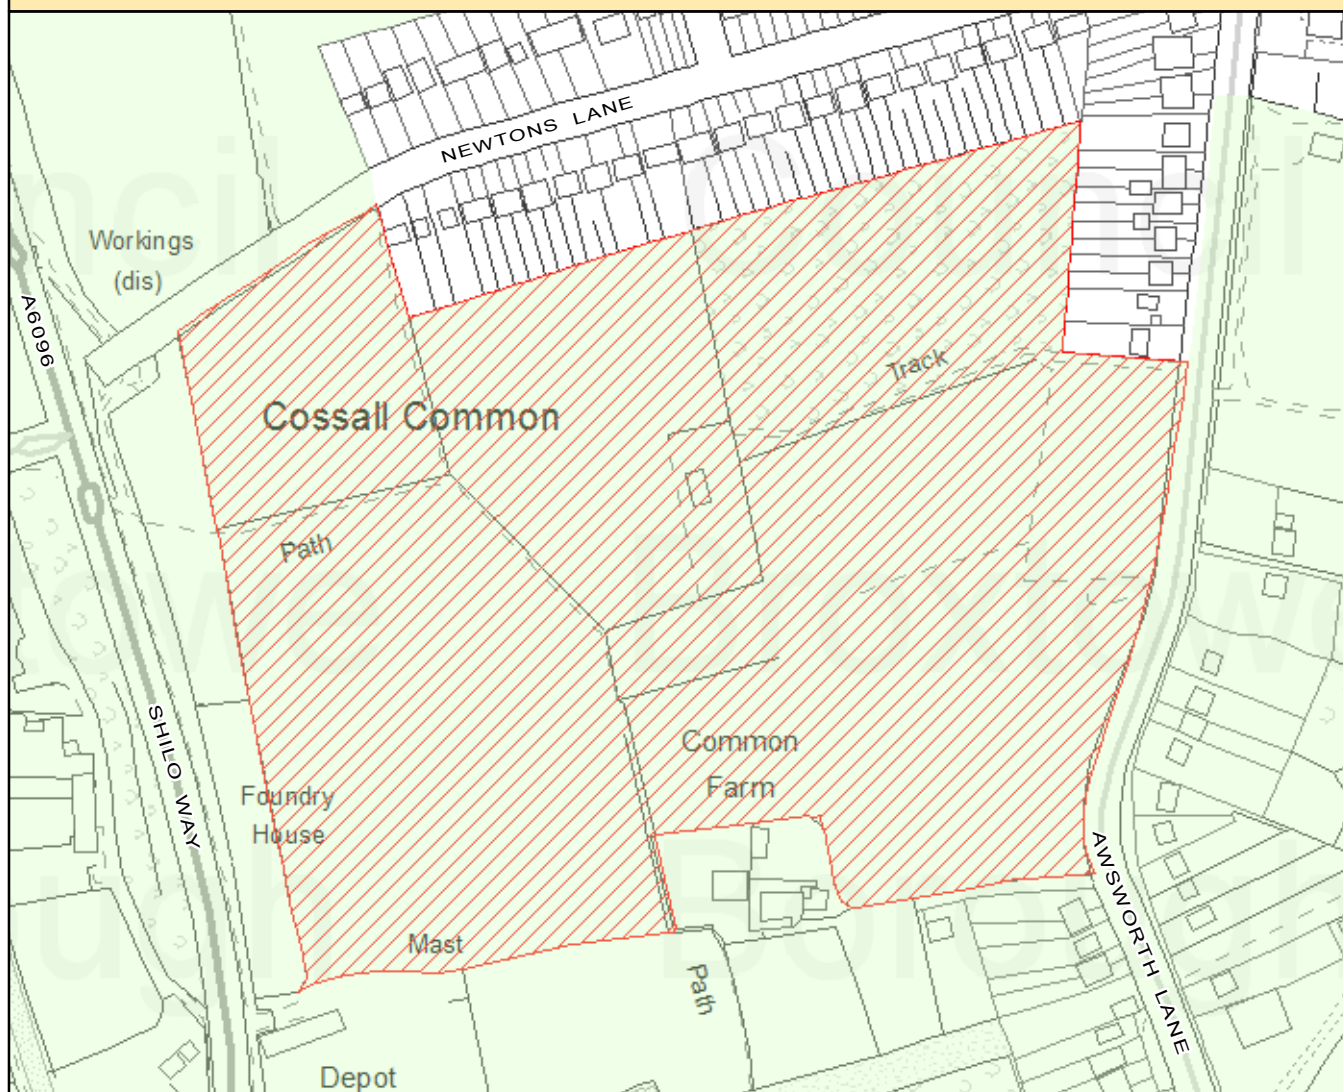 NEWTONS LANE
Workings
(dis)
A6096
Track
Cossall Common
Path
SHILO WAY
Common
Farm
Foundry
House
AWSWORTH LANE
Mast
Path
Depot